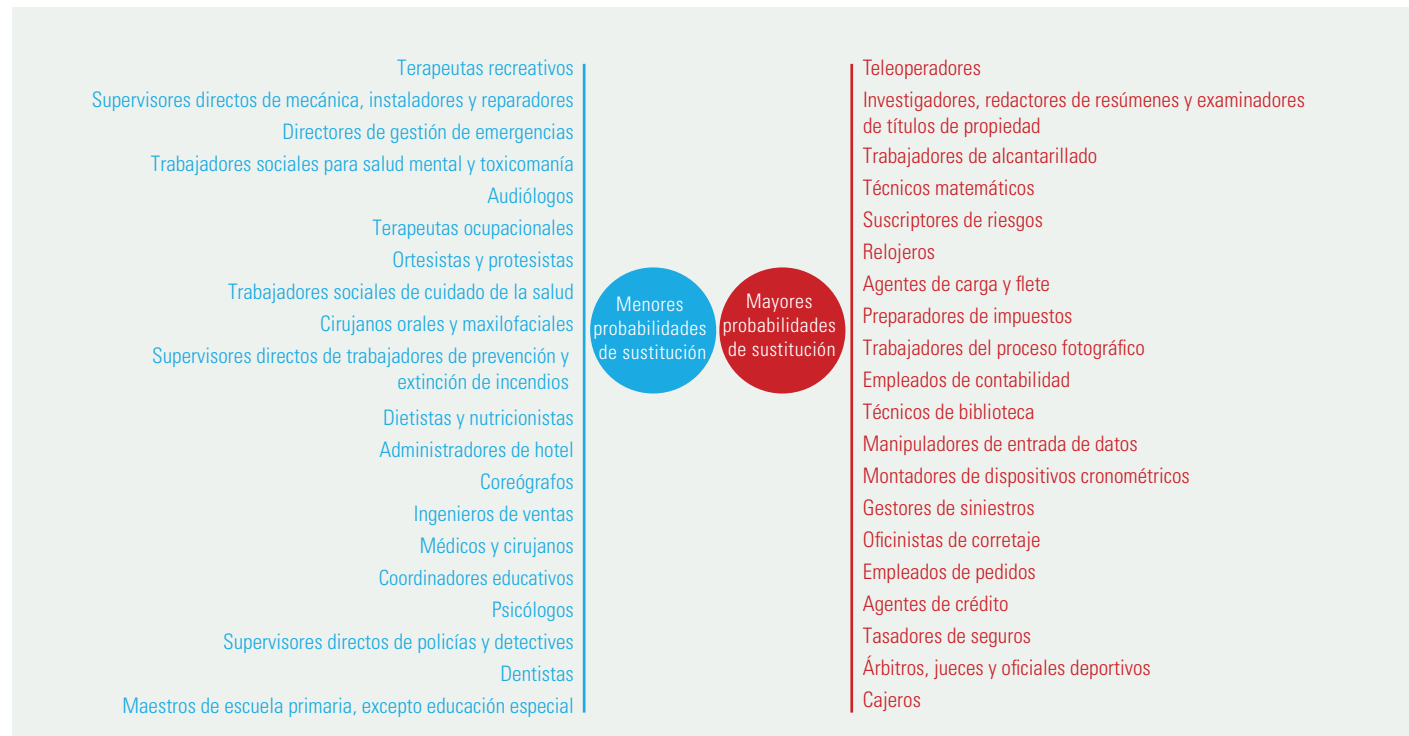 Terapeutas recreativos
Supervisores directos de mecánica, instaladores y reparadores
Directores de gestión de emergencias
Trabajadores sociales para salud mental y toxicomanía
Audiólogos
Terapeutas ocupacionales
Ortesistas y protesistas
Trabajadores sociales de cuidado de la salud
Cirujanos orales y maxilofaciales
Supervisores directos de trabajadores de prevención y
extinción de incendios
Dietistas y nutricionistas
Administradores de hotel
Coreógrafos
Ingenieros de ventas
Médicos y cirujanos
Coordinadores educativos
Psicólogos
Supervisores directos de policías y detectives
Dentistas
Maestros de escuela primaria, excepto educación especial
Menores
probabilidades
de sustitución
Mayores
probabilidades
de sustitución
Teleoperadores
Investigadores, redactores de resúmenes y examinadores
de títulos de propiedad
Trabajadores de alcantarillado
Técnicos matemáticos
Suscriptores de riesgos
Relojeros
Agentes de carga y flete
Preparadores de impuestos
Trabajadores del proceso fotográfico
Empleados de contabilidad
Técnicos de biblioteca
Manipuladores de entrada de datos
Montadores de dispositivos cronométricos
Gestores de siniestros
Oficinistas de corretaje
Empleados de pedidos
Agentes de crédito
Tasadores de seguros
Árbitros, jueces y oficiales deportivos
Cajeros